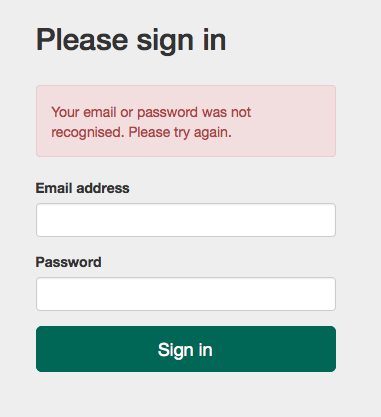 Please sign in
Your email or password was not
recognised. Please try again.
Email address
Password
Sign in